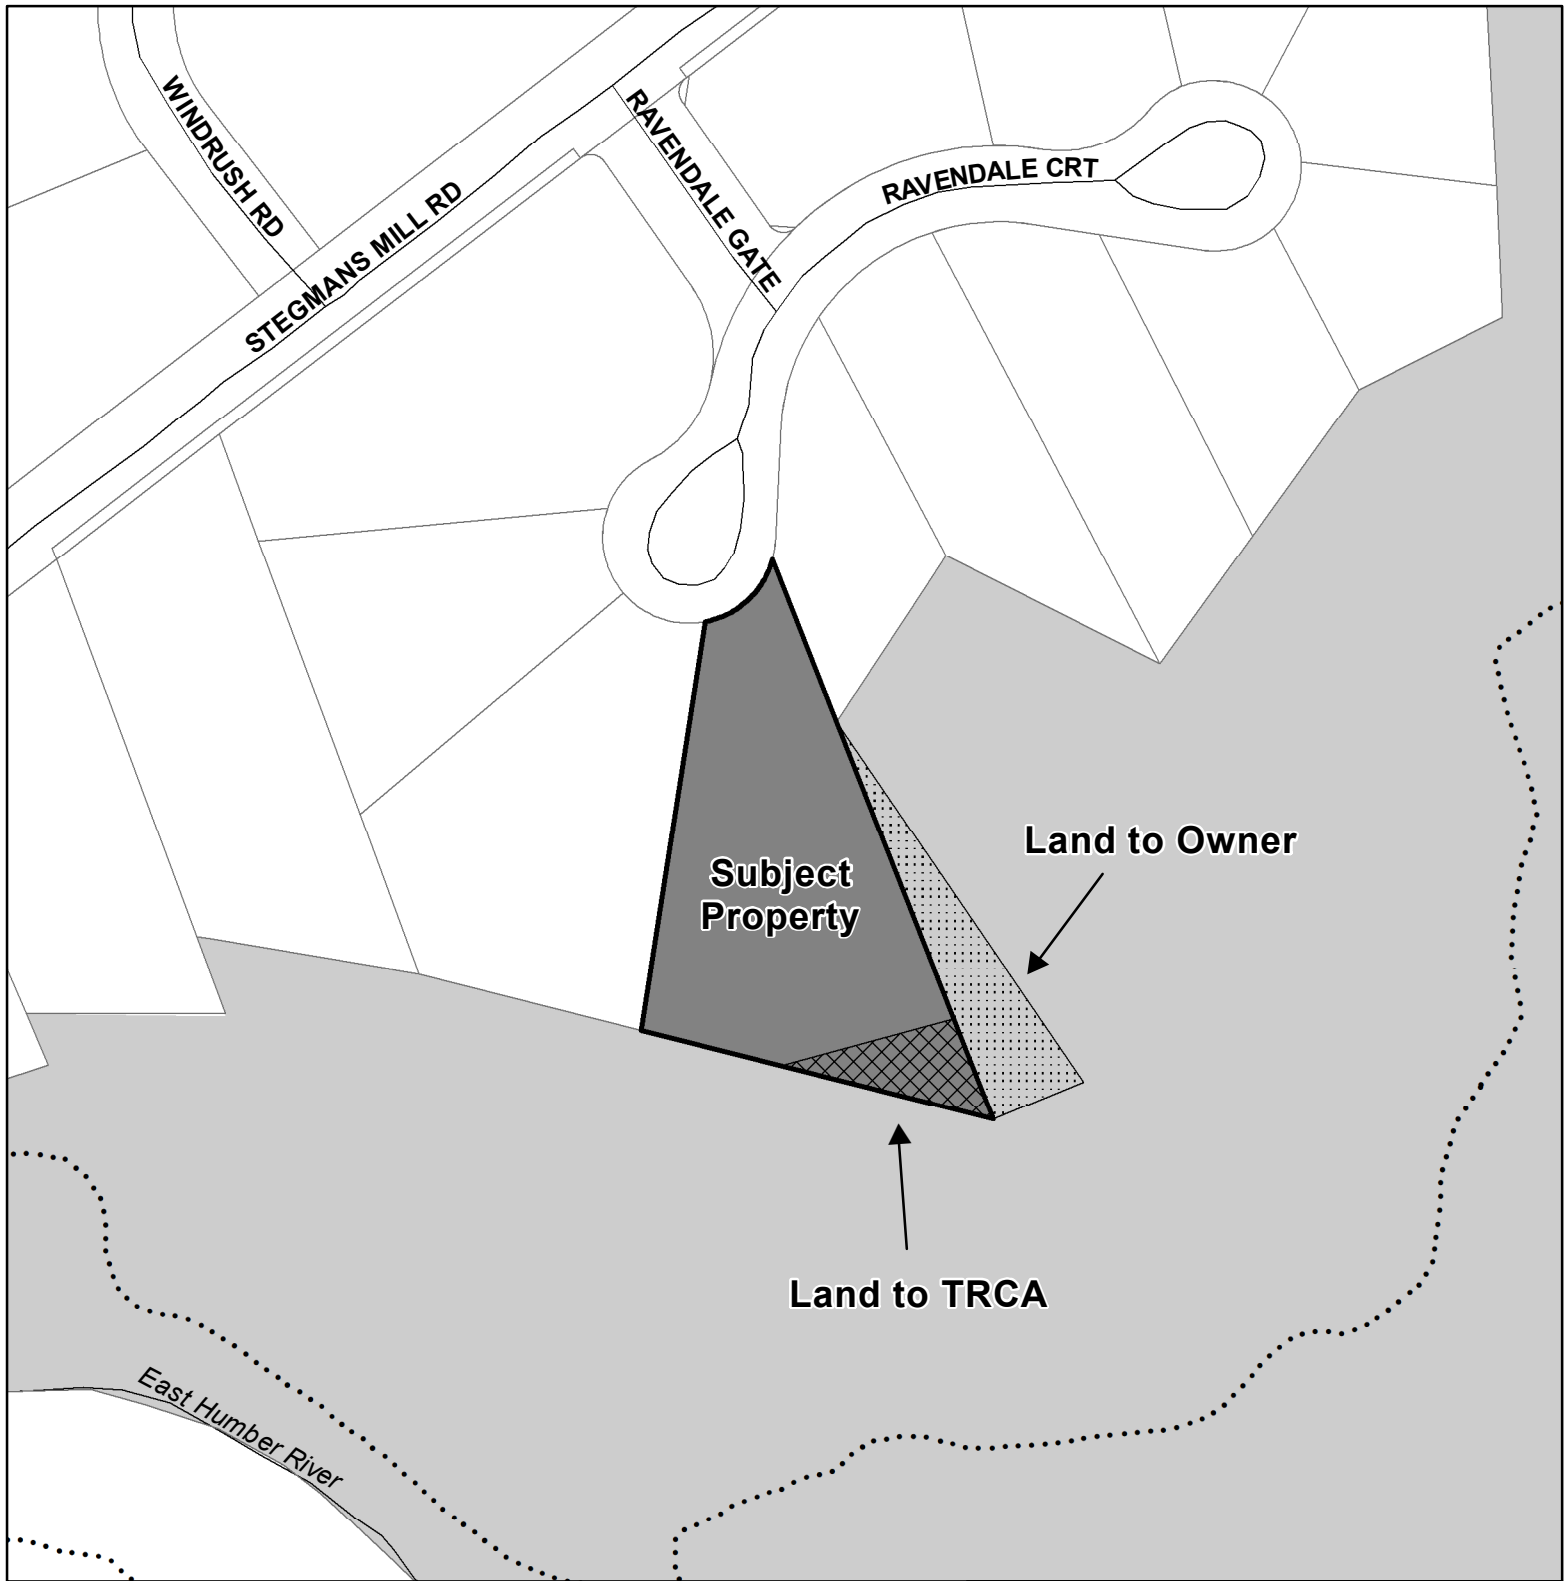 WINDRUSH RD
STEGMANS MILL RD
RAVENDALE GATE
RAVENDALE CRT
Land to Owner
Subject
Property
Land to TRCA
East Humber River